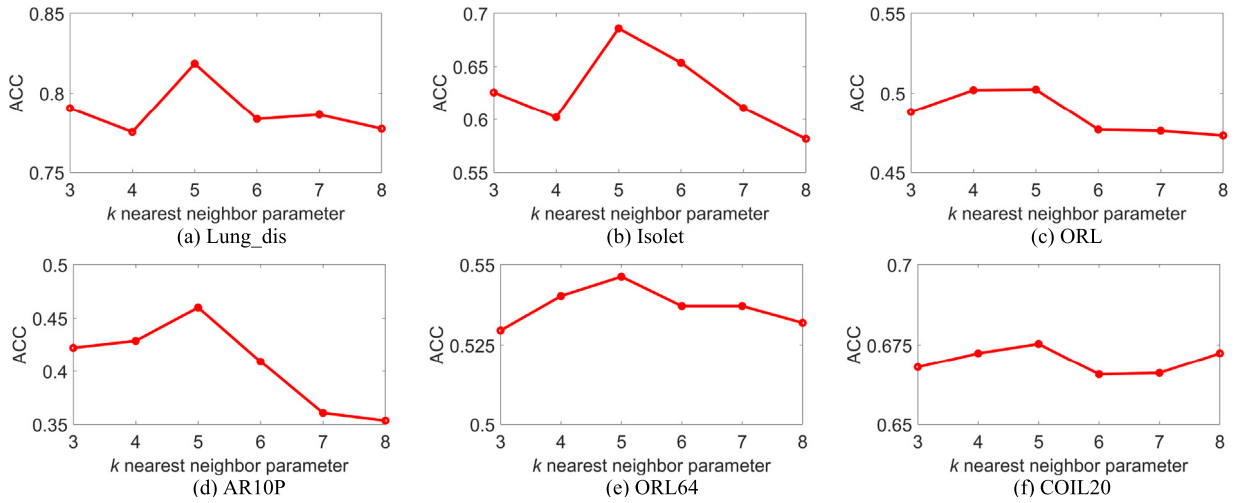 0.85
0.8
0.75
ACC
3 4 5 6 7 8
k nearest neighbor parameter
(a) Lung_dis
0.7
0.65
0.6
0.55
ACC
3 4 5 6 7 8
k nearest neighbor parameter
(b) Isolet
0.55
0.5
0.45
ACC
3 4 5 6 7 8
k nearest neighbor parameter
(c) ORL
0.5
0.45
0.4
0.35
ACC
3 4 5 6 7 8
k nearest neighbor parameter
(d) AR10P
0.55
0.525
0.5
ACC
3 4 5 6 7 8
k nearest neighbor parameter
(e) ORL64
0.7
0.675
0.65
ACC
3 4 5 6 7 8
k nearest neighbor parameter
(f) COIL20